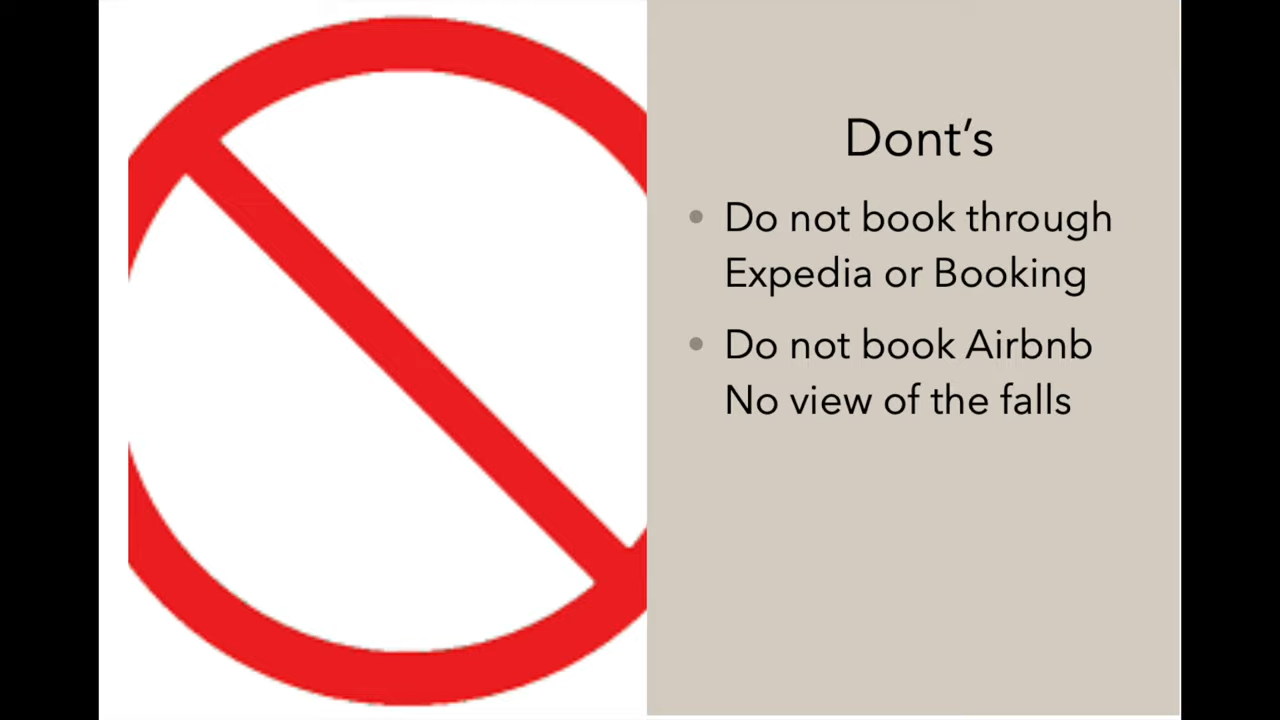 Dont’s
• Do not book through
Expedia or Booking
• Do not book Airbnb
No view of the falls